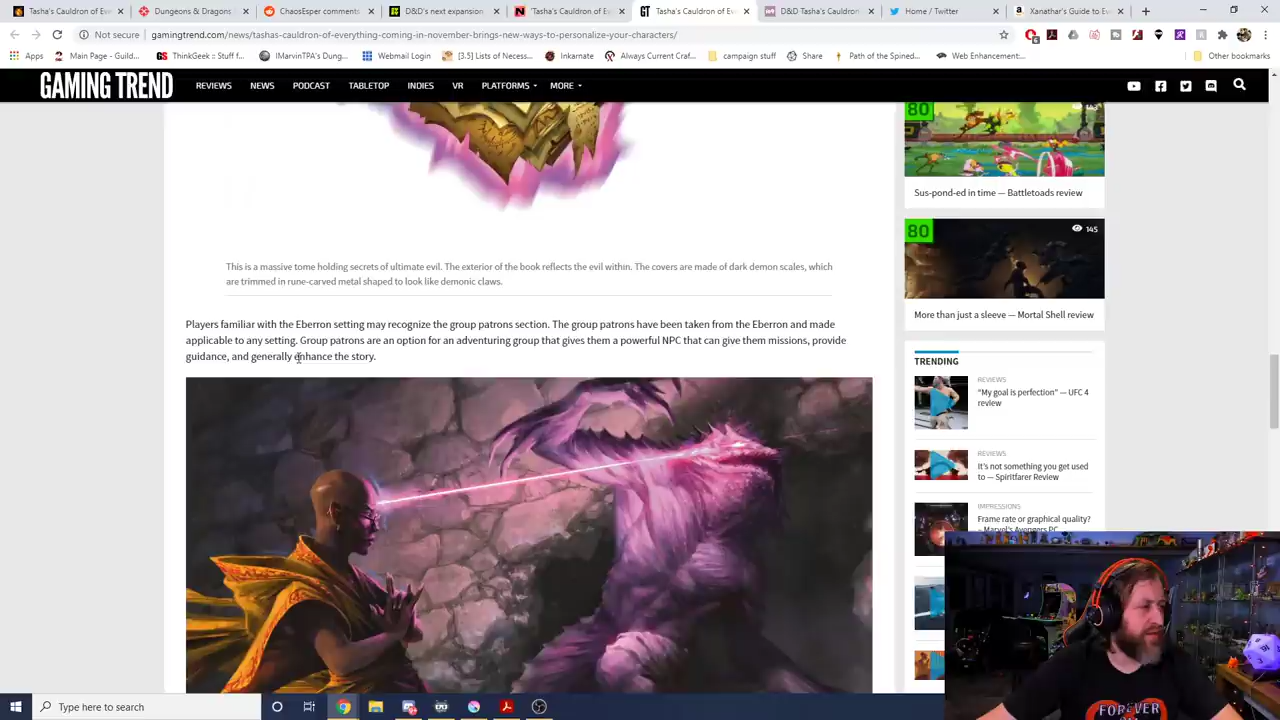 Tasha's Cauldron of Ev
Dungeons & Dragons
ChaosEsper comments
D&D's next expansion
'Tasha's Cauldron of E
Tasha's Cauldron of Ev
D&D Tasha's Cauldron
Home / Twitter
Xanathar's Guide to Ev
Not secure
gamingtrend.com/news/tashas-cauldron-of-everything-coming-in-november-brings-new-ways-to-personalize-your-characters/
Apps
Main Page - Guild...
ThinkGeek :: Stuff f...
IMarvinTPA's Dung...
Webmail Login
[3.5] Lists of Necess...
Inkarnate
Always Current Craf...
campaign stuff
Share
Path of the Spined...
Web Enhancement:...
Other bookmarks
GAMING TREND
REVIEWS
NEWS
PODCAST
TABLETOP
INDIES
VR
PLATFORMS
MORE
80
Sus-pond-ed in time — Battletoads review
80
145
More than just a sleeve — Mortal Shell review
This is a massive tome holding secrets of ultimate evil. The exterior of the book reflects the evil within. The covers are made of dark demon scales, which
are trimmed in rune-carved metal shaped to look like demonic claws.
Players familiar with the Eberron setting may recognize the group patrons section. The group patrons have been taken from the Eberron and made
applicable to any setting. Group patrons are an option for an adventuring group that gives them a powerful NPC that can give them missions, provide
guidance, and generally enhance the story.
TRENDING
REVIEWS
"My goal is perfection" — UFC 4
review
REVIEWS
It's not something you get used
to — Spiritfarer Review
IMPRESSIONS
Frame rate or graphical quality?
– Marvel's Avengers PC
FOREVER
Type here to search